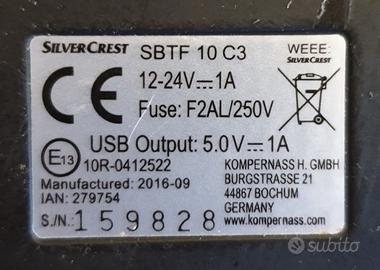 SILVERCREST SBTF 10 C3 WEEE:
SILVERCREST
12-24V⎓1A
CE
Fuse: F2AL/250V
USB Output: 5.0V⎓1A
E13
10R-0412522
KOMPERNASS H. GMBH
BURGSTRASSE 21
44867 BOCHUM
GERMANY
www.kompernass.com
Manufactured: 2016-09
IAN: 279754
S./N.: 159828
subito